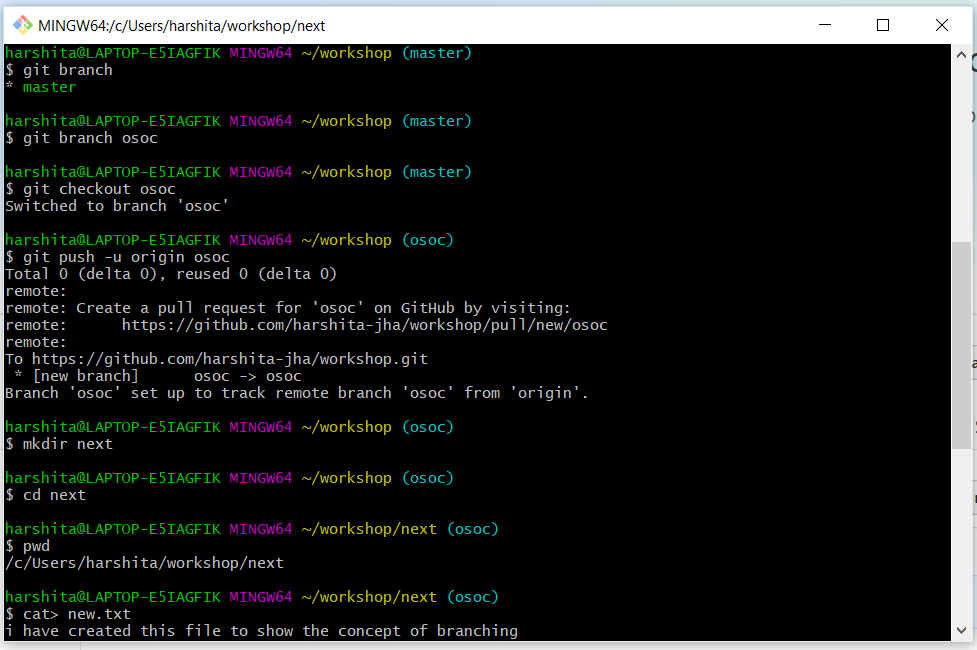 MINGW64:/c/Users/harshita/workshop/next
harshita@LAPTOP-E5IAGFIK MINGW64 ~/workshop (master)
$ git branch
* master
harshita@LAPTOP-E5IAGFIK MINGW64 ~/workshop (master)
$ git branch osoc
harshita@LAPTOP-E5IAGFIK MINGW64 ~/workshop (master)
$ git checkout osoc
Switched to branch 'osoc'
harshita@LAPTOP-E5IAGFIK MINGW64 ~/workshop (osoc)
$ git push -u origin osoc
Total 0 (delta 0), reused 0 (delta 0)
remote:
remote: Create a pull request for 'osoc' on GitHub by visiting:
remote:      https://github.com/harshita-jha/workshop/pull/new/osoc
remote:
To https://github.com/harshita-jha/workshop.git
 * [new branch]      osoc -> osoc
Branch 'osoc' set up to track remote branch 'osoc' from 'origin'.
harshita@LAPTOP-E5IAGFIK MINGW64 ~/workshop (osoc)
$ mkdir next
harshita@LAPTOP-E5IAGFIK MINGW64 ~/workshop (osoc)
$ cd next
harshita@LAPTOP-E5IAGFIK MINGW64 ~/workshop/next (osoc)
$ pwd
/c/Users/harshita/workshop/next
harshita@LAPTOP-E5IAGFIK MINGW64 ~/workshop/next (osoc)
$ cat> new.txt
i have created this file to show the concept of branching